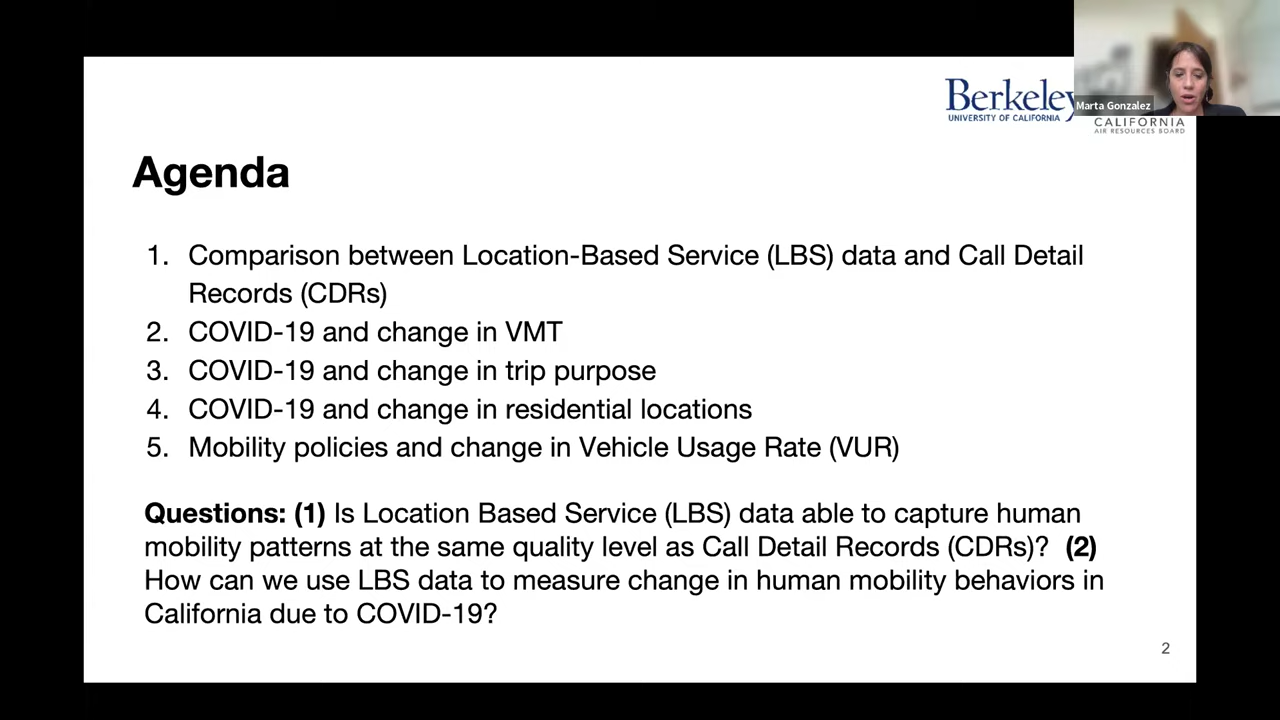 Berkeley
UNIVERSITY OF CALIFORNIA
Marta Gonzalez
CALIFORNIA
AIR RESOURCES BOARD
Agenda
1. Comparison between Location-Based Service (LBS) data and Call Detail
Records (CDRs)
2. COVID-19 and change in VMT
3. COVID-19 and change in trip purpose
4. COVID-19 and change in residential locations
5. Mobility policies and change in Vehicle Usage Rate (VUR)
Questions: (1) Is Location Based Service (LBS) data able to capture human
mobility patterns at the same quality level as Call Detail Records (CDRs)? (2)
How can we use LBS data to measure change in human mobility behaviors in
California due to COVID-19?
2